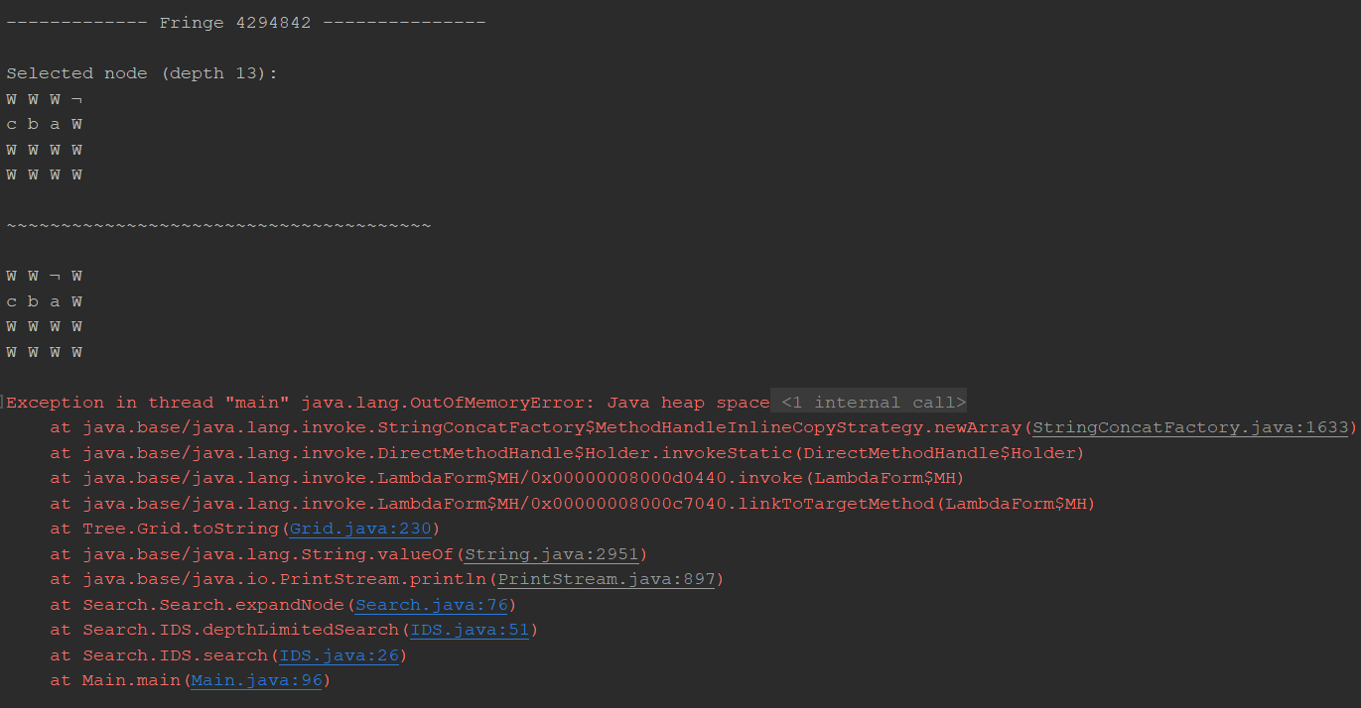 ------------- Fringe 4294842 ---------------
Selected node (depth 13):
W W W ¬
c b a W
W W W W
W W W W
~~~~~~~~~~~~~~~~~~~~~~~~~~~~~~~~~~~~~~~
W W ¬ W
c b a W
W W W W
W W W W
Exception in thread "main" java.lang.OutOfMemoryError: Java heap space <1 internal call>
    at java.base/java.lang.invoke.StringConcatFactory$MethodHandleInlineCopyStrategy.newArray(StringConcatFactory.java:1633)
    at java.base/java.lang.invoke.DirectMethodHandle$Holder.invokeStatic(DirectMethodHandle$Holder)
    at java.base/java.lang.invoke.LambdaForm$MH/0x00000008000d0440.invoke(LambdaForm$MH)
    at java.base/java.lang.invoke.LambdaForm$MH/0x00000008000c7040.linkToTargetMethod(LambdaForm$MH)
    at Tree.Grid.toString(Grid.java:230)
    at java.base/java.lang.String.valueOf(String.java:2951)
    at java.base/java.io.PrintStream.println(PrintStream.java:897)
    at Search.Search.expandNode(Search.java:76)
    at Search.IDS.depthLimitedSearch(IDS.java:51)
    at Search.IDS.search(IDS.java:26)
    at Main.main(Main.java:96)